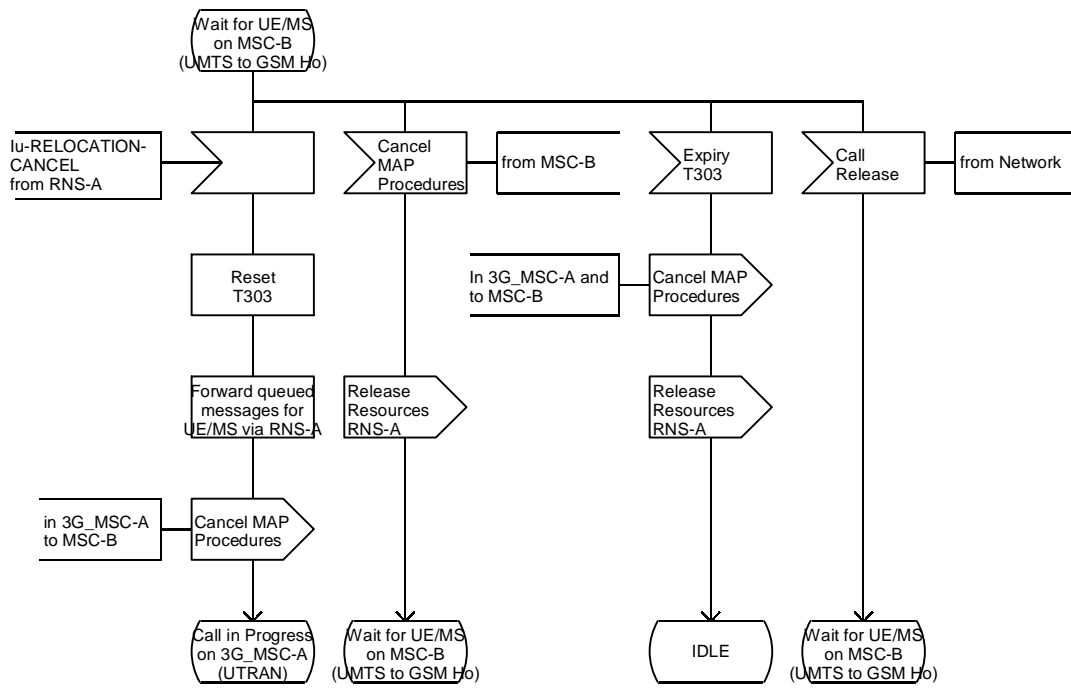 Wait for UE/MS
on MSC-B
(UMTS to GSM Ho)
Iu-RELOCATION-
CANCEL
from RNS-A
Cancel
MAP
Procedures
from MSC-B
Expiry
T303
Call
Release
from Network
Reset
T303
In 3G_MSC-A and
to MSC-B
Cancel MAP
Procedures
Forward queued
messages for
UE/MS via RNS-A
Release
Resources
RNS-A
Release
Resources
RNS-A
in 3G_MSC-A
to MSC-B
Cancel MAP
Procedures
Call in Progress
on 3G_MSC-A
(UTRAN)
Wait for UE/MS
on MSC-B
(UMTS to GSM Ho)
IDLE
Wait for UE/MS
on MSC-B
(UMTS to GSM Ho)